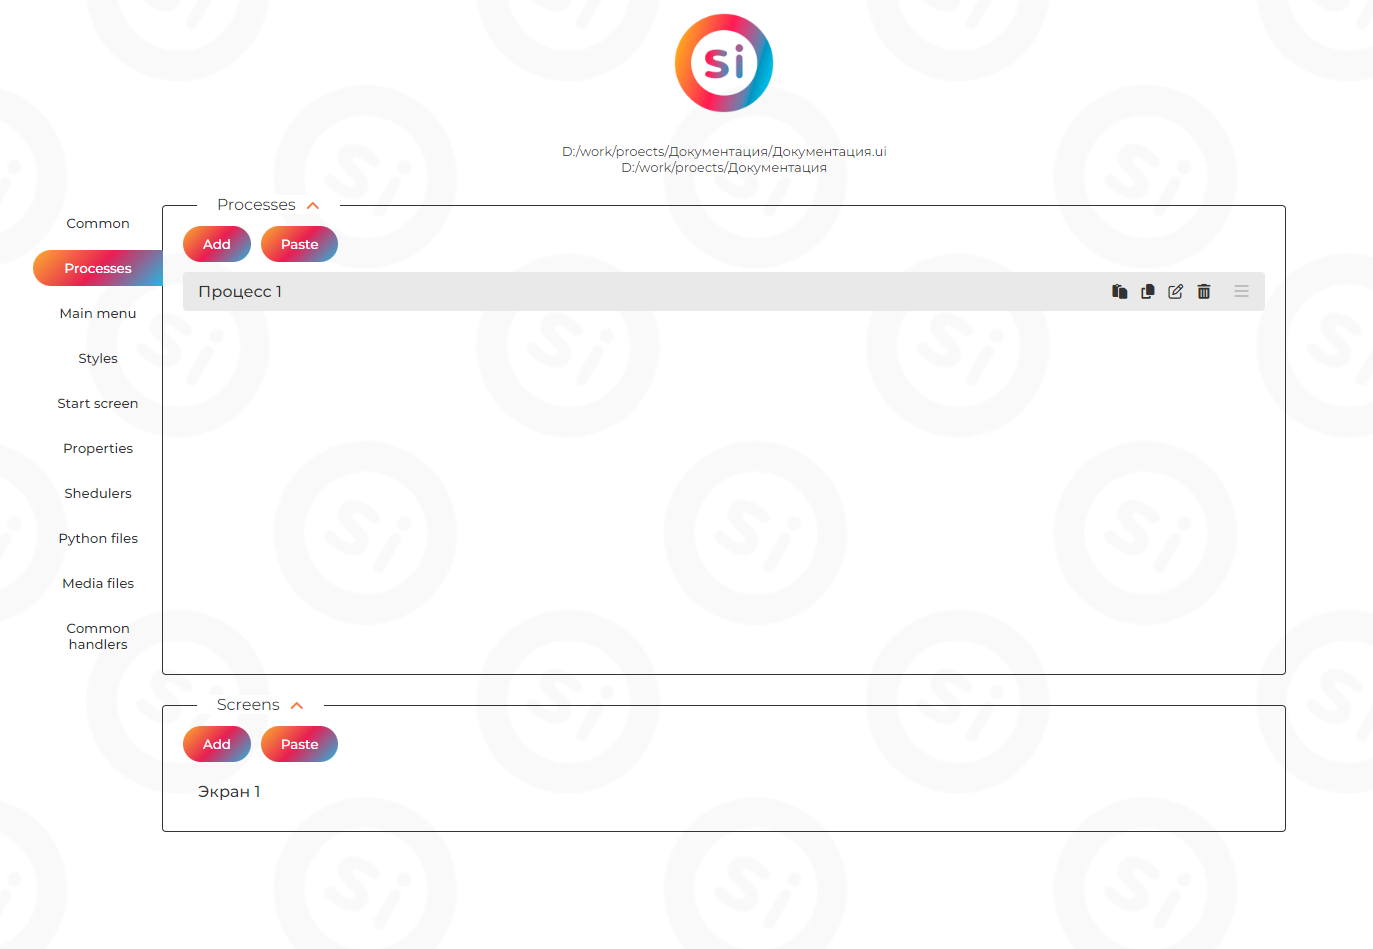 Si
D:/work/proects/Документация/Документация.ui
D:/work/proects/Документация
Common
Processes
Main menu
Styles
Start screen
Properties
Shedulers
Python files
Media files
Common
handlers
Processes
Add Paste
Процесс 1
Screens
Add Paste
Экран 1